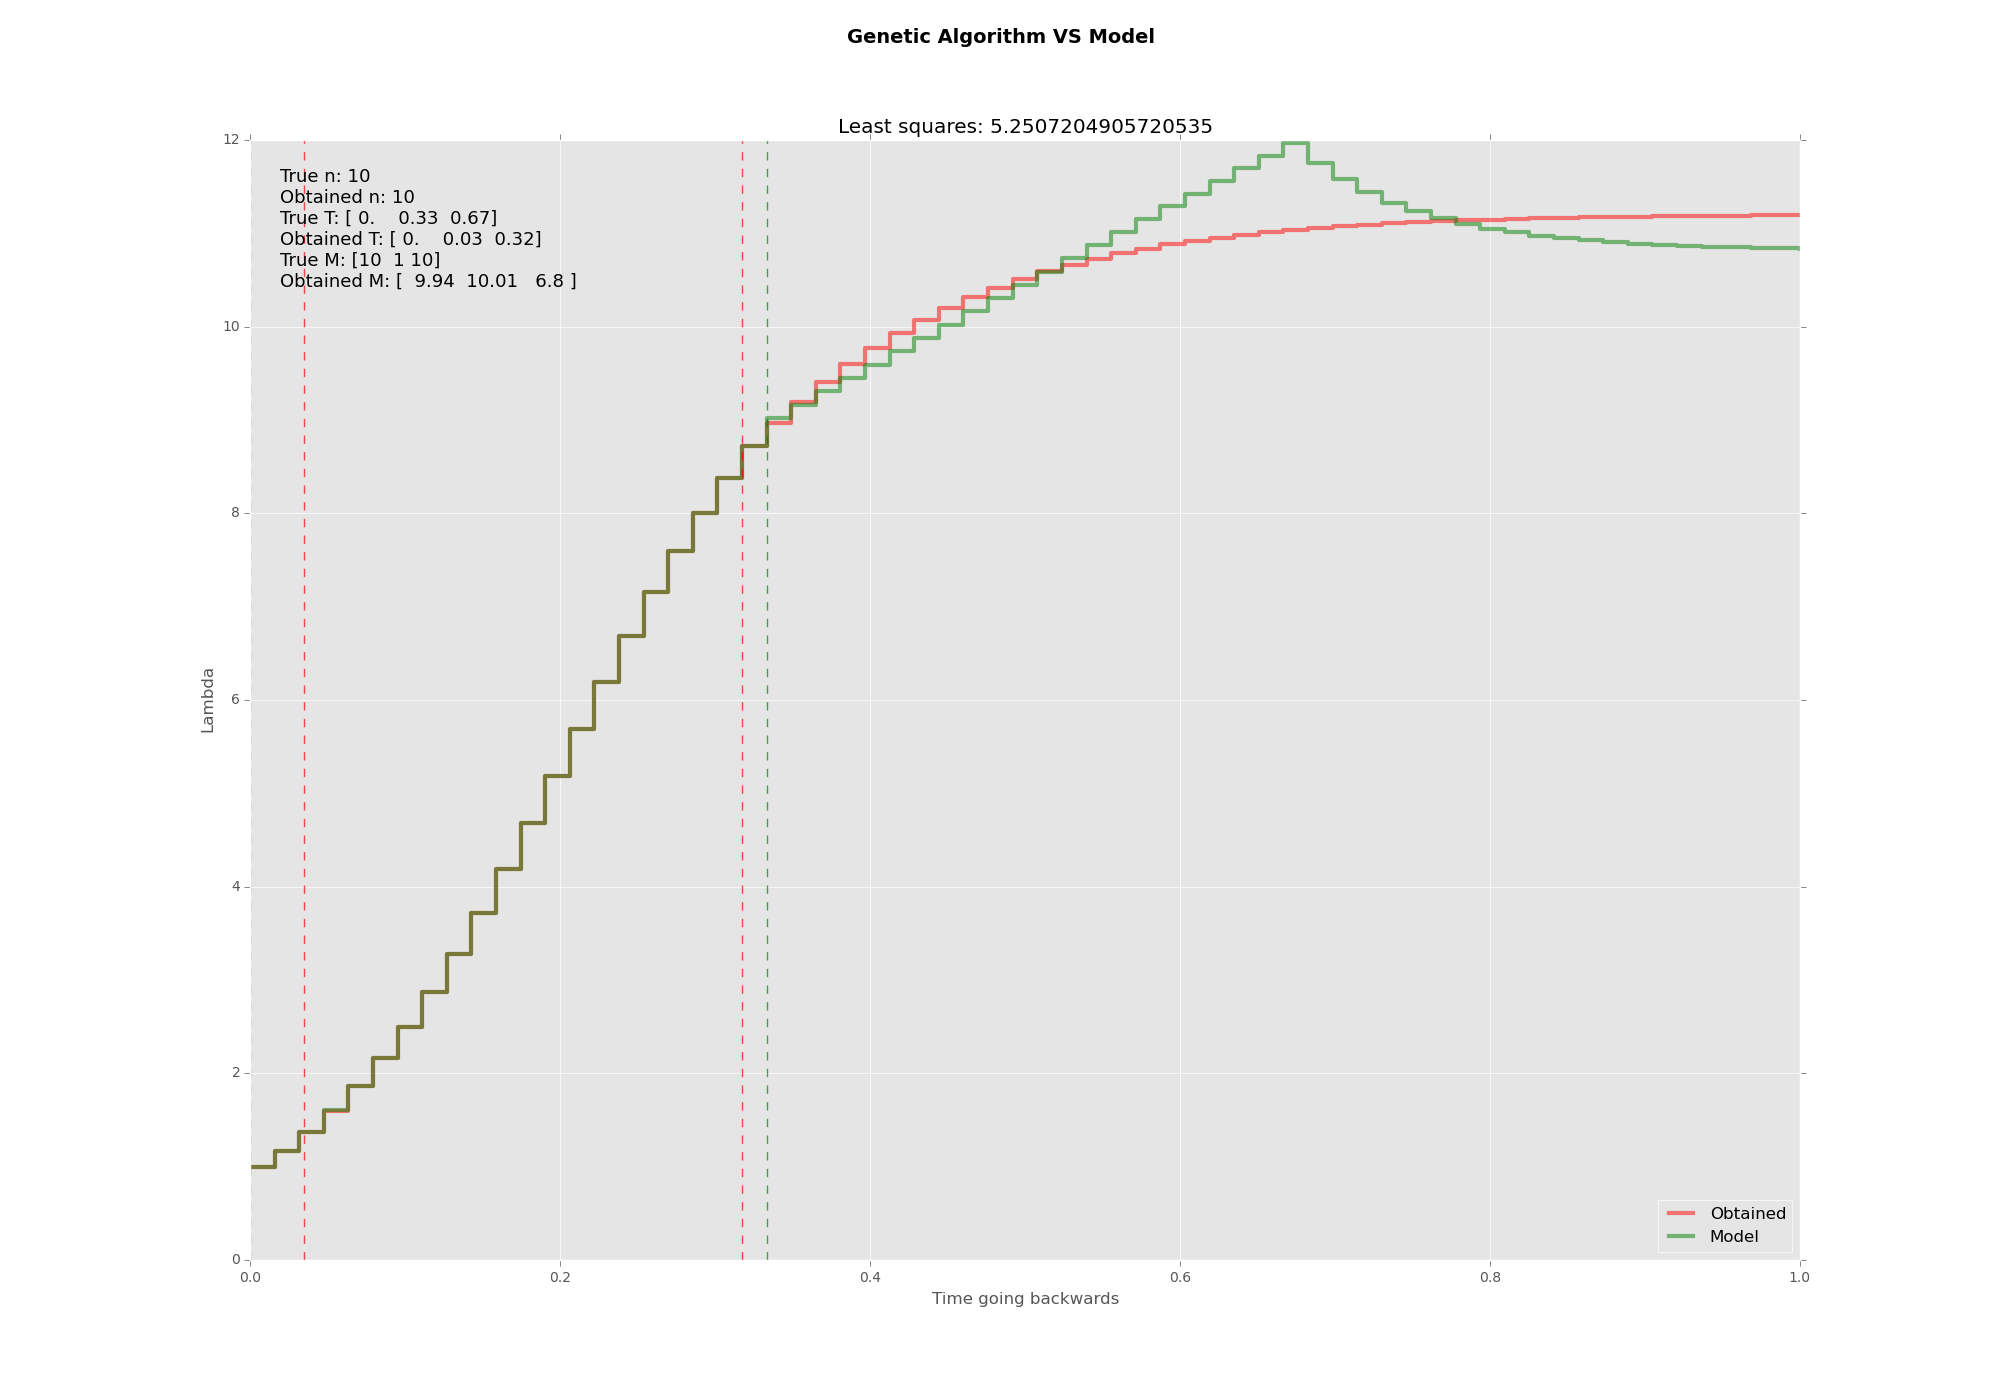 Genetic Algorithm VS Model
Least squares: 5.2507204905720535
True n: 10
Obtained n: 10
True T: [ 0.    0.33  0.67]
Obtained T: [ 0.    0.03  0.32]
True M: [10  1 10]
Obtained M: [  9.94  10.01   6.8 ]
12
10
8
6
4
2
0
Lambda
0.0
0.2
0.4
0.6
0.8
1.0
Time going backwards
Obtained
Model